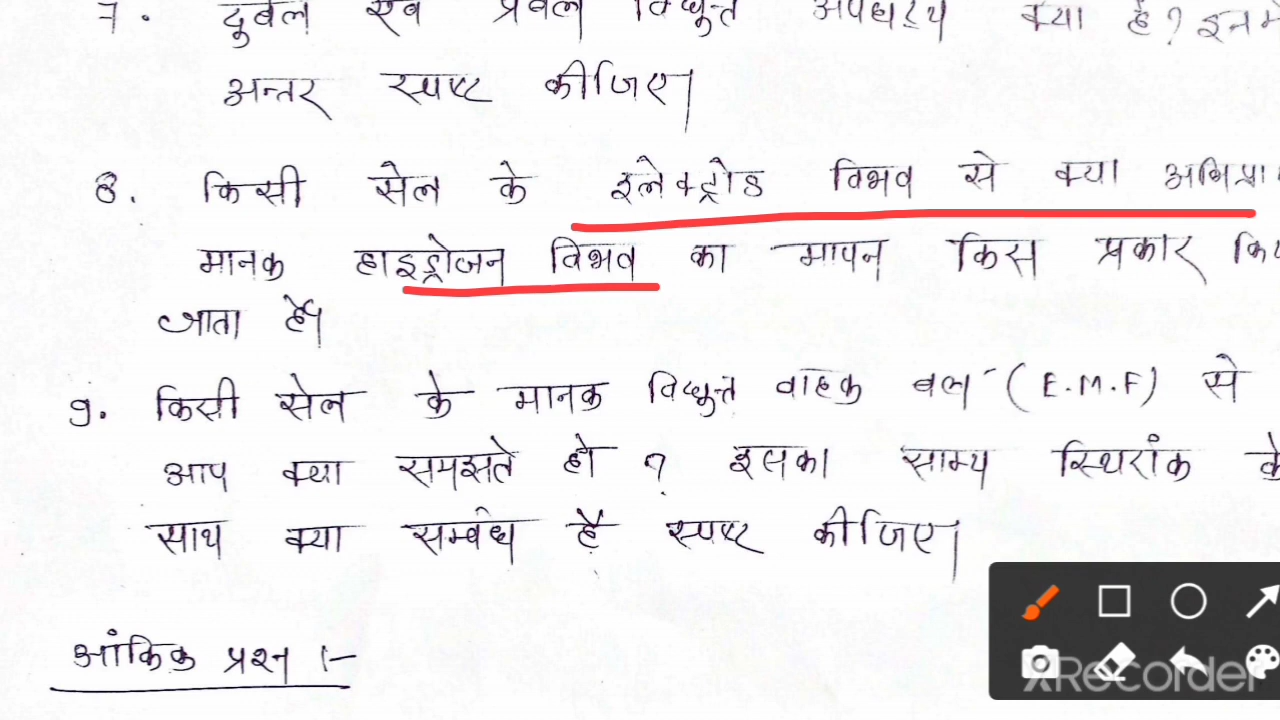 7. दुर्बल एवं प्रबल विधुत अपघट्य क्या है? इनमें
अन्तर स्पष्ट कीजिए।
8. किसी सेल के इलेक्ट्रोड विभव से क्या अभिप्रा
मानक हाइड्रोजन विभव का मापन किस प्रकार कि
जाता है।
9. किसी सेल के मानक विधुत वाहक बल (E.M.F) से
आप क्या समझते हो ? इसका साम्य स्थिरांक के
साथ क्या सम्बंध है स्पष्ट कीजिए।
आंकिक प्रश्न :-
XRecorder